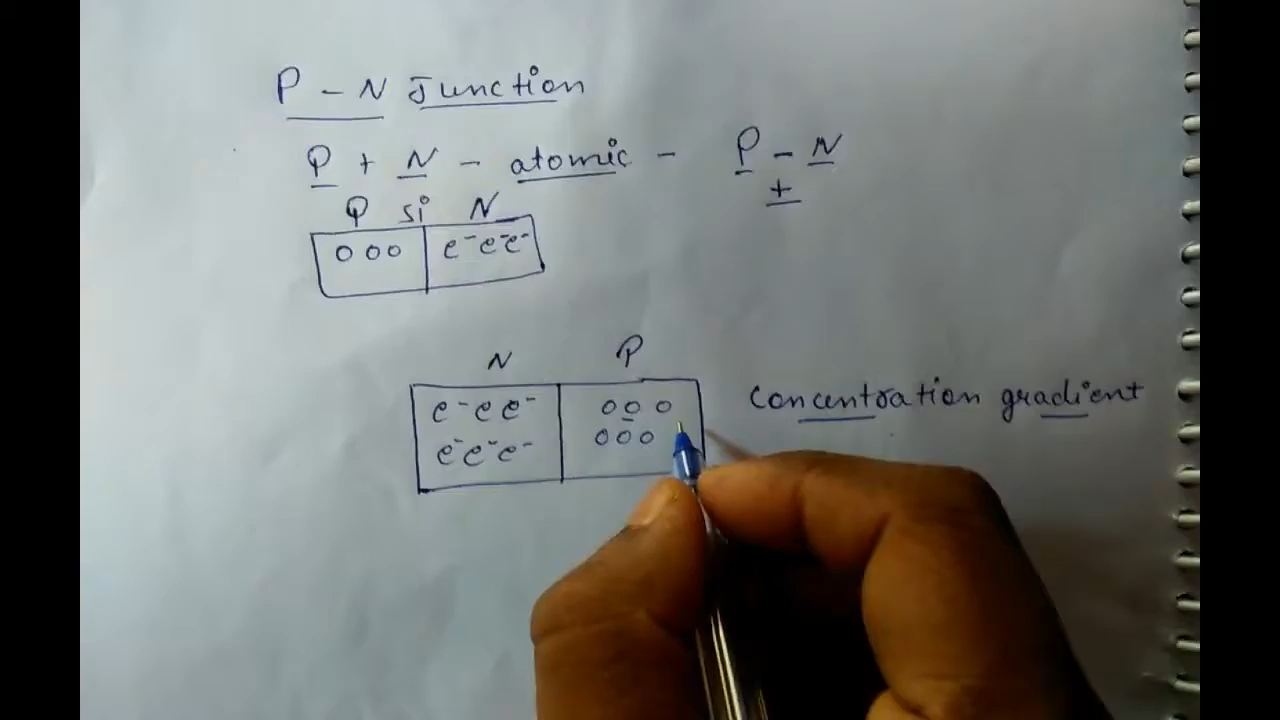 P - N Junction
P + N - atomic - P - N
+
P si N
o o o e⁻ e⁻ e⁻
N P
e⁻ e e⁻ o o o
concentration gradient
e⁻ e⁻ e⁻ o o o